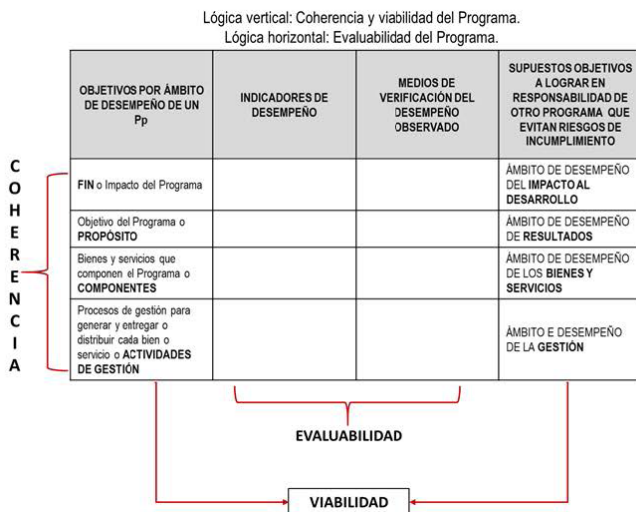 Lógica vertical: Coherencia y viabilidad del Programa.
Lógica horizontal: Evaluabilidad del Programa.
OBJETIVOS POR ÁMBITO
DE DESEMPEÑO DE UN
Pp
INDICADORES DE
DESEMPEÑO
MEDIOS DE
VERIFICACIÓN DEL
DESEMPEÑO
OBSERVADO
SUPUESTOS OBJETIVOS
A LOGRAR EN
RESPONSABILIDAD DE
OTRO PROGRAMA QUE
EVITAN RIESGOS DE
INCUMPLIMIENTO
COHERENCIA
FIN o Impacto del Programa
ÁMBITO DE DESEMPEÑO
DEL IMPACTO AL
DESARROLLO
Objetivo del Programa o
PROPÓSITO
ÁMBITO DE DESEMPEÑO
DE RESULTADOS
Bienes y servicios que
componen el Programa o
COMPONENTES
ÁMBITO DE DESEMPEÑO
DE LOS BIENES Y
SERVICIOS
Procesos de gestión para
generar y entregar o
distribuir cada bien o
servicio o ACTIVIDADES
DE GESTIÓN
ÁMBITO E DESEMPEÑO
DE LA GESTIÓN
EVALUABILIDAD
VIABILIDAD